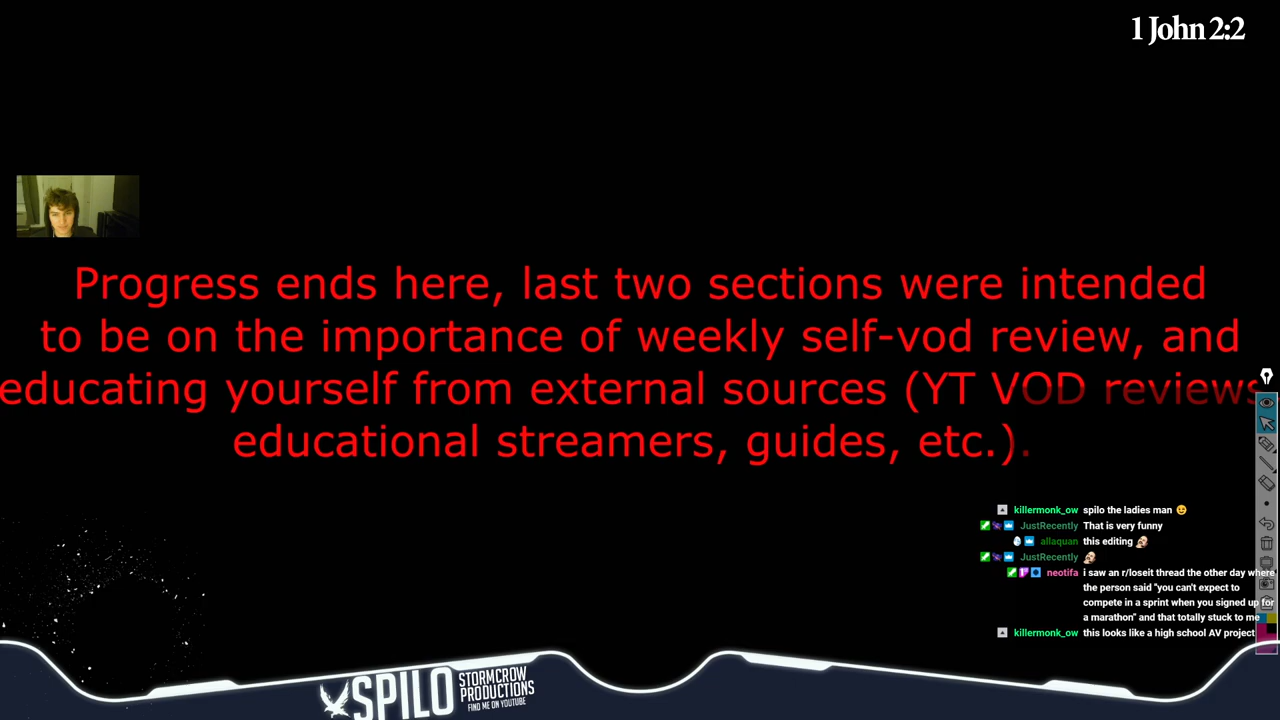 1 John 2:2
Progress ends here, last two sections were intended
to be on the importance of weekly self-vod review, and
educating yourself from external sources (YT VOD reviews
educational streamers, guides, etc.).
killermonk_ow spilo the ladies man
JustRecently That is very funny
allaquan this editing
JustRecently
neotifa i saw an r/loseit thread the other day where
the person said "you can't expect to
compete in a sprint when you signed up for
a marathon" and that totally stuck to me
killermonk_ow this looks like a high school AV project
SPILO
STORMCROW
PRODUCTIONS
FIND ME ON YOUTUBE